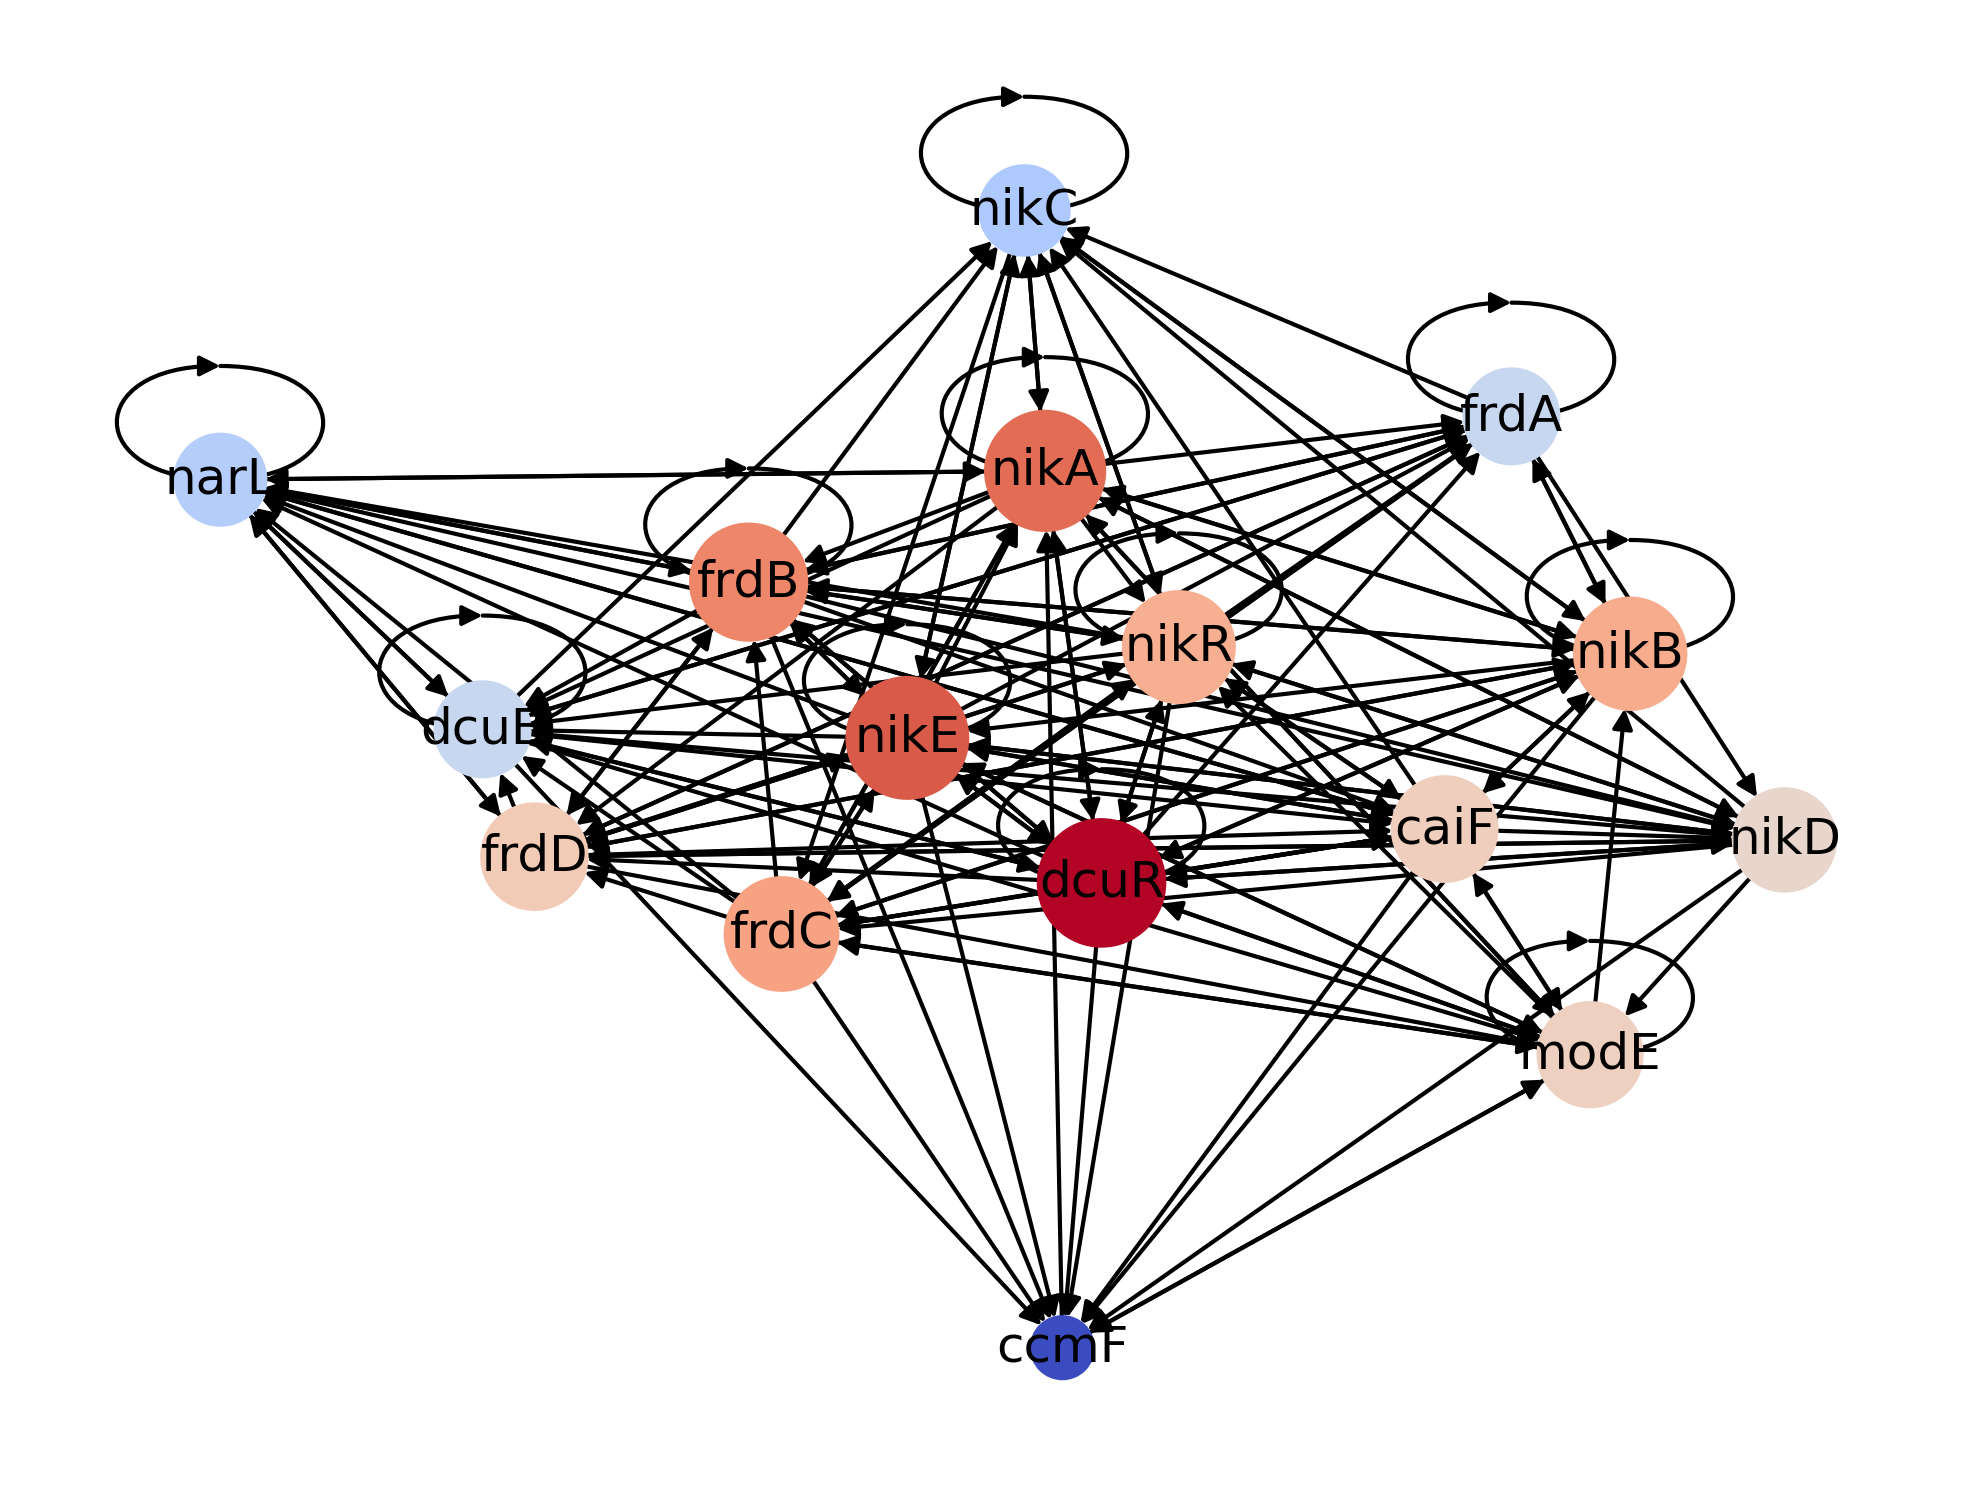 nikC
frdA
nikA
narL
frdB
nikR
nikB
dcuB
nikE
caiF
nikD
frdD
dcuR
frdC
modE
ccmF